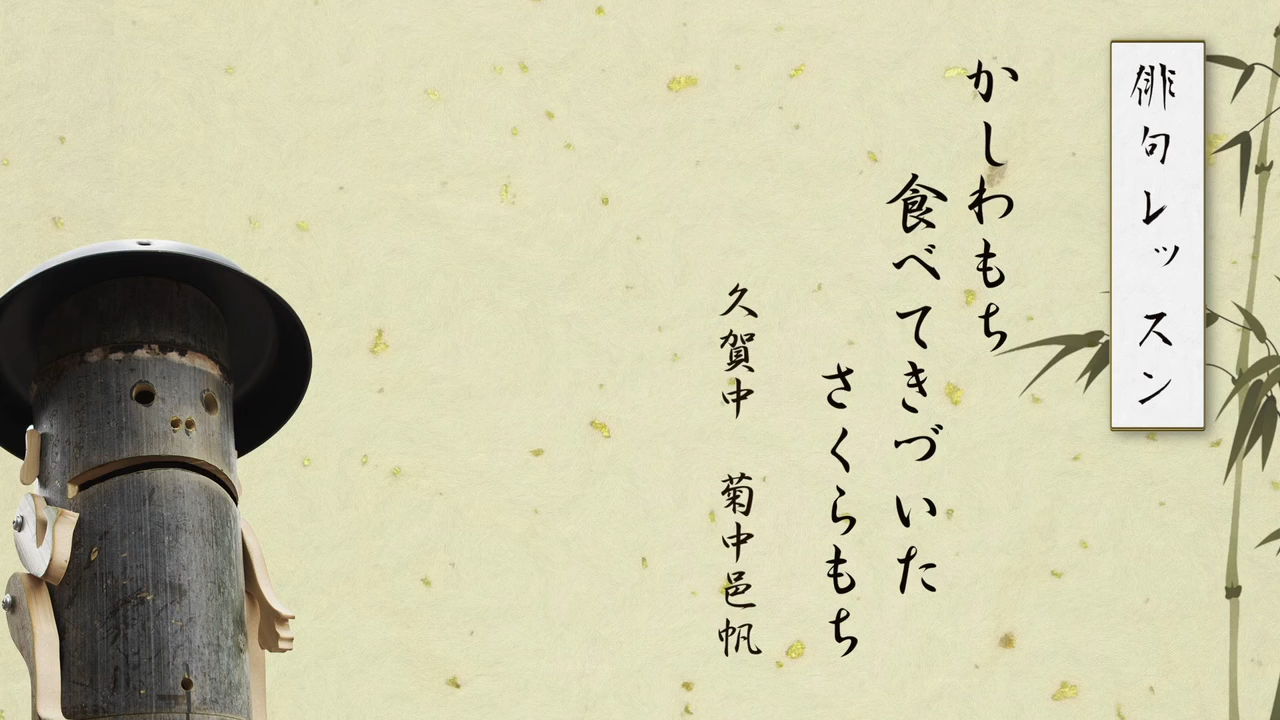 俳句レッスン
かしわもち
食べてきづいた
さくらもち
久賀中 菊中邑帆